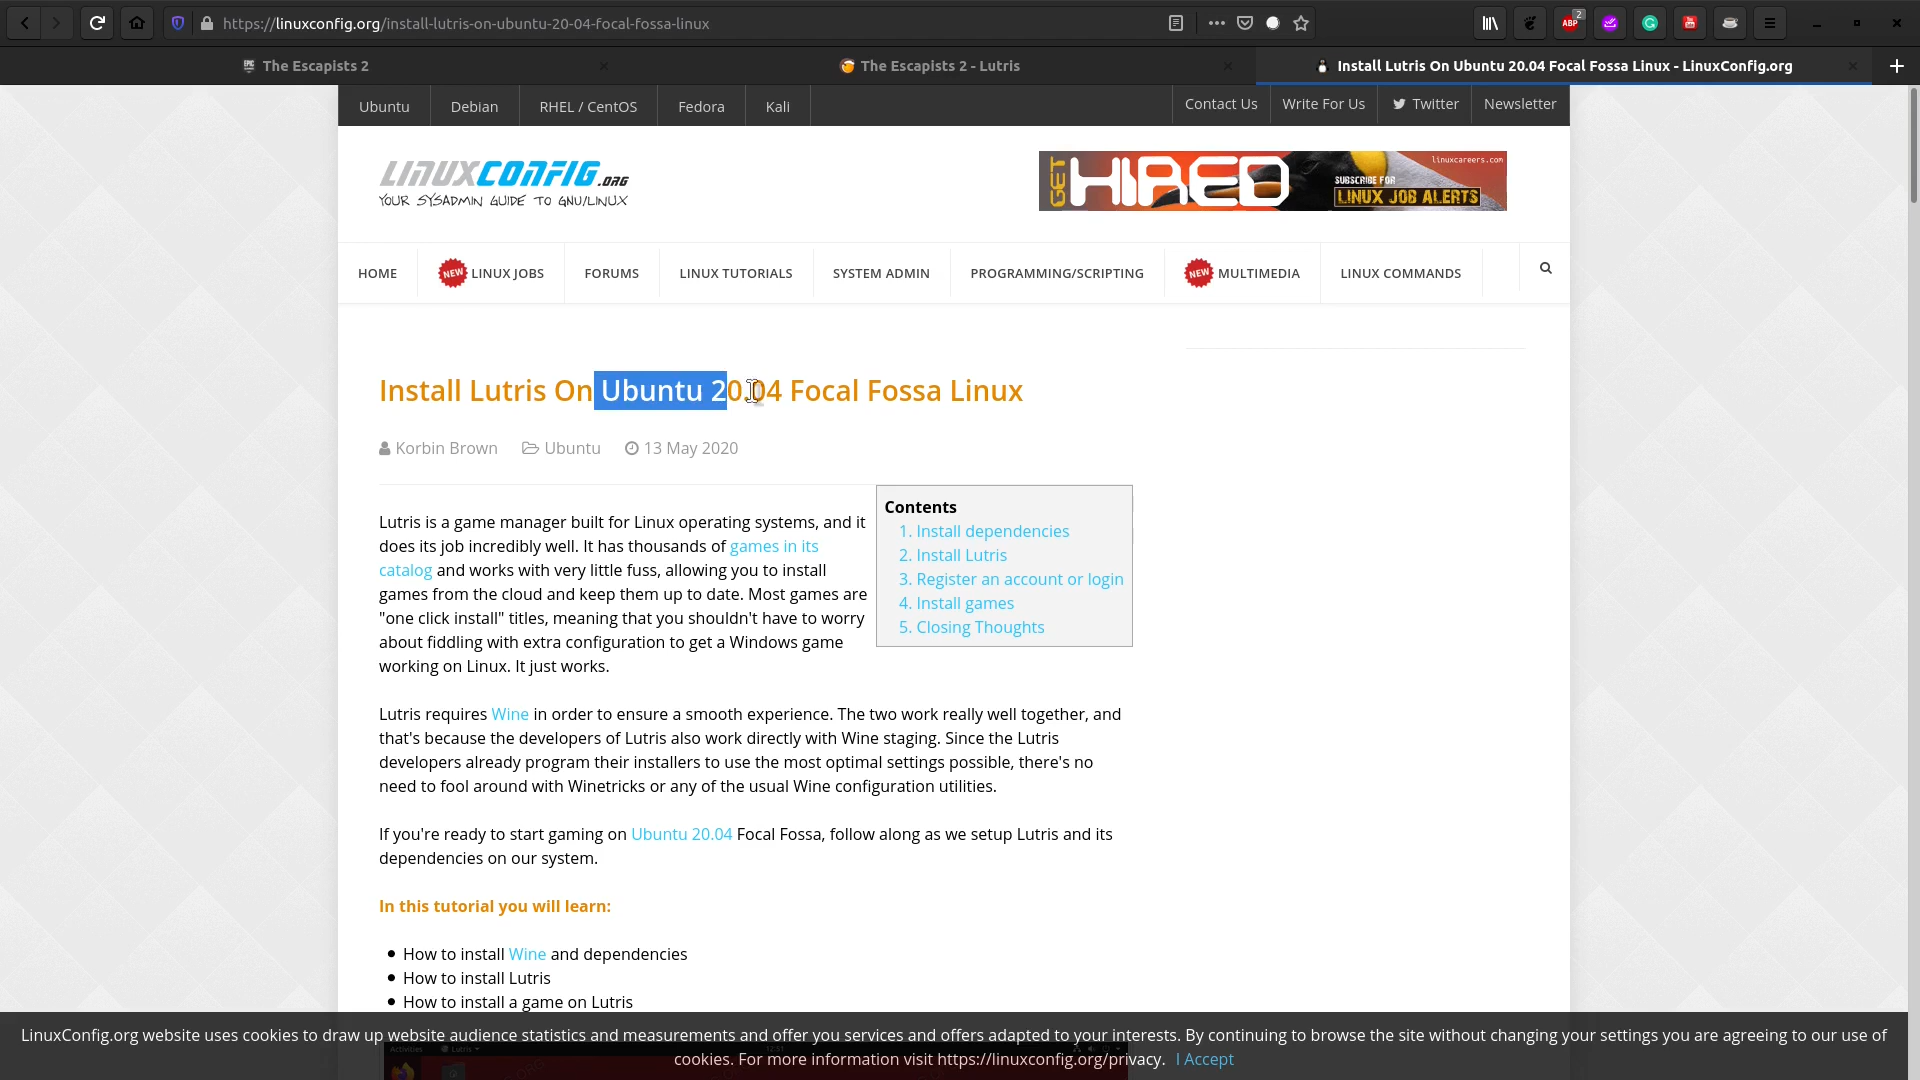 https://linuxconfig.org/install-lutris-on-ubuntu-20-04-focal-fossa-linux
ABP
2
The Escapists 2
The Escapists 2 - Lutris
Install Lutris On Ubuntu 20.04 Focal Fossa Linux - LinuxConfig.org
Ubuntu Debian RHEL / CentOS Fedora Kali Contact Us Write For Us Twitter Newsletter
LINUXCONFIG.ORG
YOUR SYSADMIN GUIDE TO GNU/LINUX
GET HIRED
linuxcareers.com
SUBSCRIBE FOR
LINUX JOB ALERTS
HOME NEW LINUX JOBS FORUMS LINUX TUTORIALS SYSTEM ADMIN PROGRAMMING/SCRIPTING NEW MULTIMEDIA LINUX COMMANDS
Install Lutris On Ubuntu 20.04 Focal Fossa Linux
Korbin Brown Ubuntu 13 May 2020
Contents
1. Install dependencies
2. Install Lutris
3. Register an account or login
4. Install games
5. Closing Thoughts
Lutris is a game manager built for Linux operating systems, and it
does its job incredibly well. It has thousands of games in its
catalog and works with very little fuss, allowing you to install
games from the cloud and keep them up to date. Most games are
"one click install" titles, meaning that you shouldn't have to worry
about fiddling with extra configuration to get a Windows game
working on Linux. It just works.
Lutris requires Wine in order to ensure a smooth experience. The two work really well together, and
that's because the developers of Lutris also work directly with Wine staging. Since the Lutris
developers already program their installers to use the most optimal settings possible, there's no
need to fool around with Winetricks or any of the usual Wine configuration utilities.
If you're ready to start gaming on Ubuntu 20.04 Focal Fossa, follow along as we setup Lutris and its
dependencies on our system.
In this tutorial you will learn:
How to install Wine and dependencies
How to install Lutris
How to install a game on Lutris
LinuxConfig.org website uses cookies to draw up website audience statistics and measurements and offer you services and offers adapted to your interests. By continuing to browse the site without changing your settings you are agreeing to our use of
cookies. For more information visit https://linuxconfig.org/privacy. I Accept